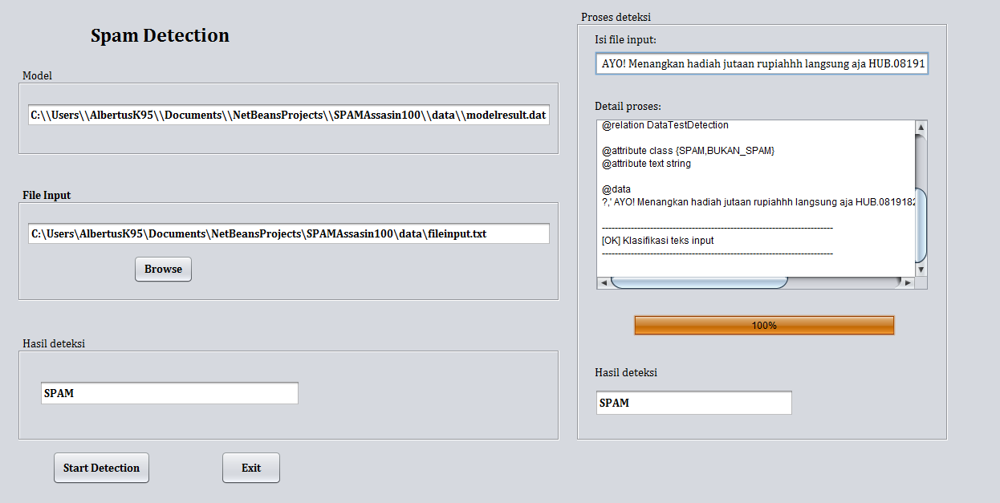 Spam Detection
Model
C:\\Users\\AlbertusK95\\Documents\\NetBeansProjects\\SPAMAssasin100\\data\\modelresult.dat
File Input
C:\Users\AlbertusK95\Documents\NetBeansProjects\SPAMAssasin100\data\fileinput.txt
Browse
Hasil deteksi
SPAM
Start Detection
Exit
Proses deteksi
Isi file input:
AYO! Menangkan hadiah jutaan rupiahhh langsung aja HUB.08191
Detail proses:
@relation DataTestDetection
@attribute class {SPAM,BUKAN_SPAM}
@attribute text string
@data
?,' AYO! Menangkan hadiah jutaan rupiahhh langsung aja HUB.081918
------------------------------------------------------------------------
[OK] Klasifikasi teks input
------------------------------------------------------------------------
100%
Hasil deteksi
SPAM